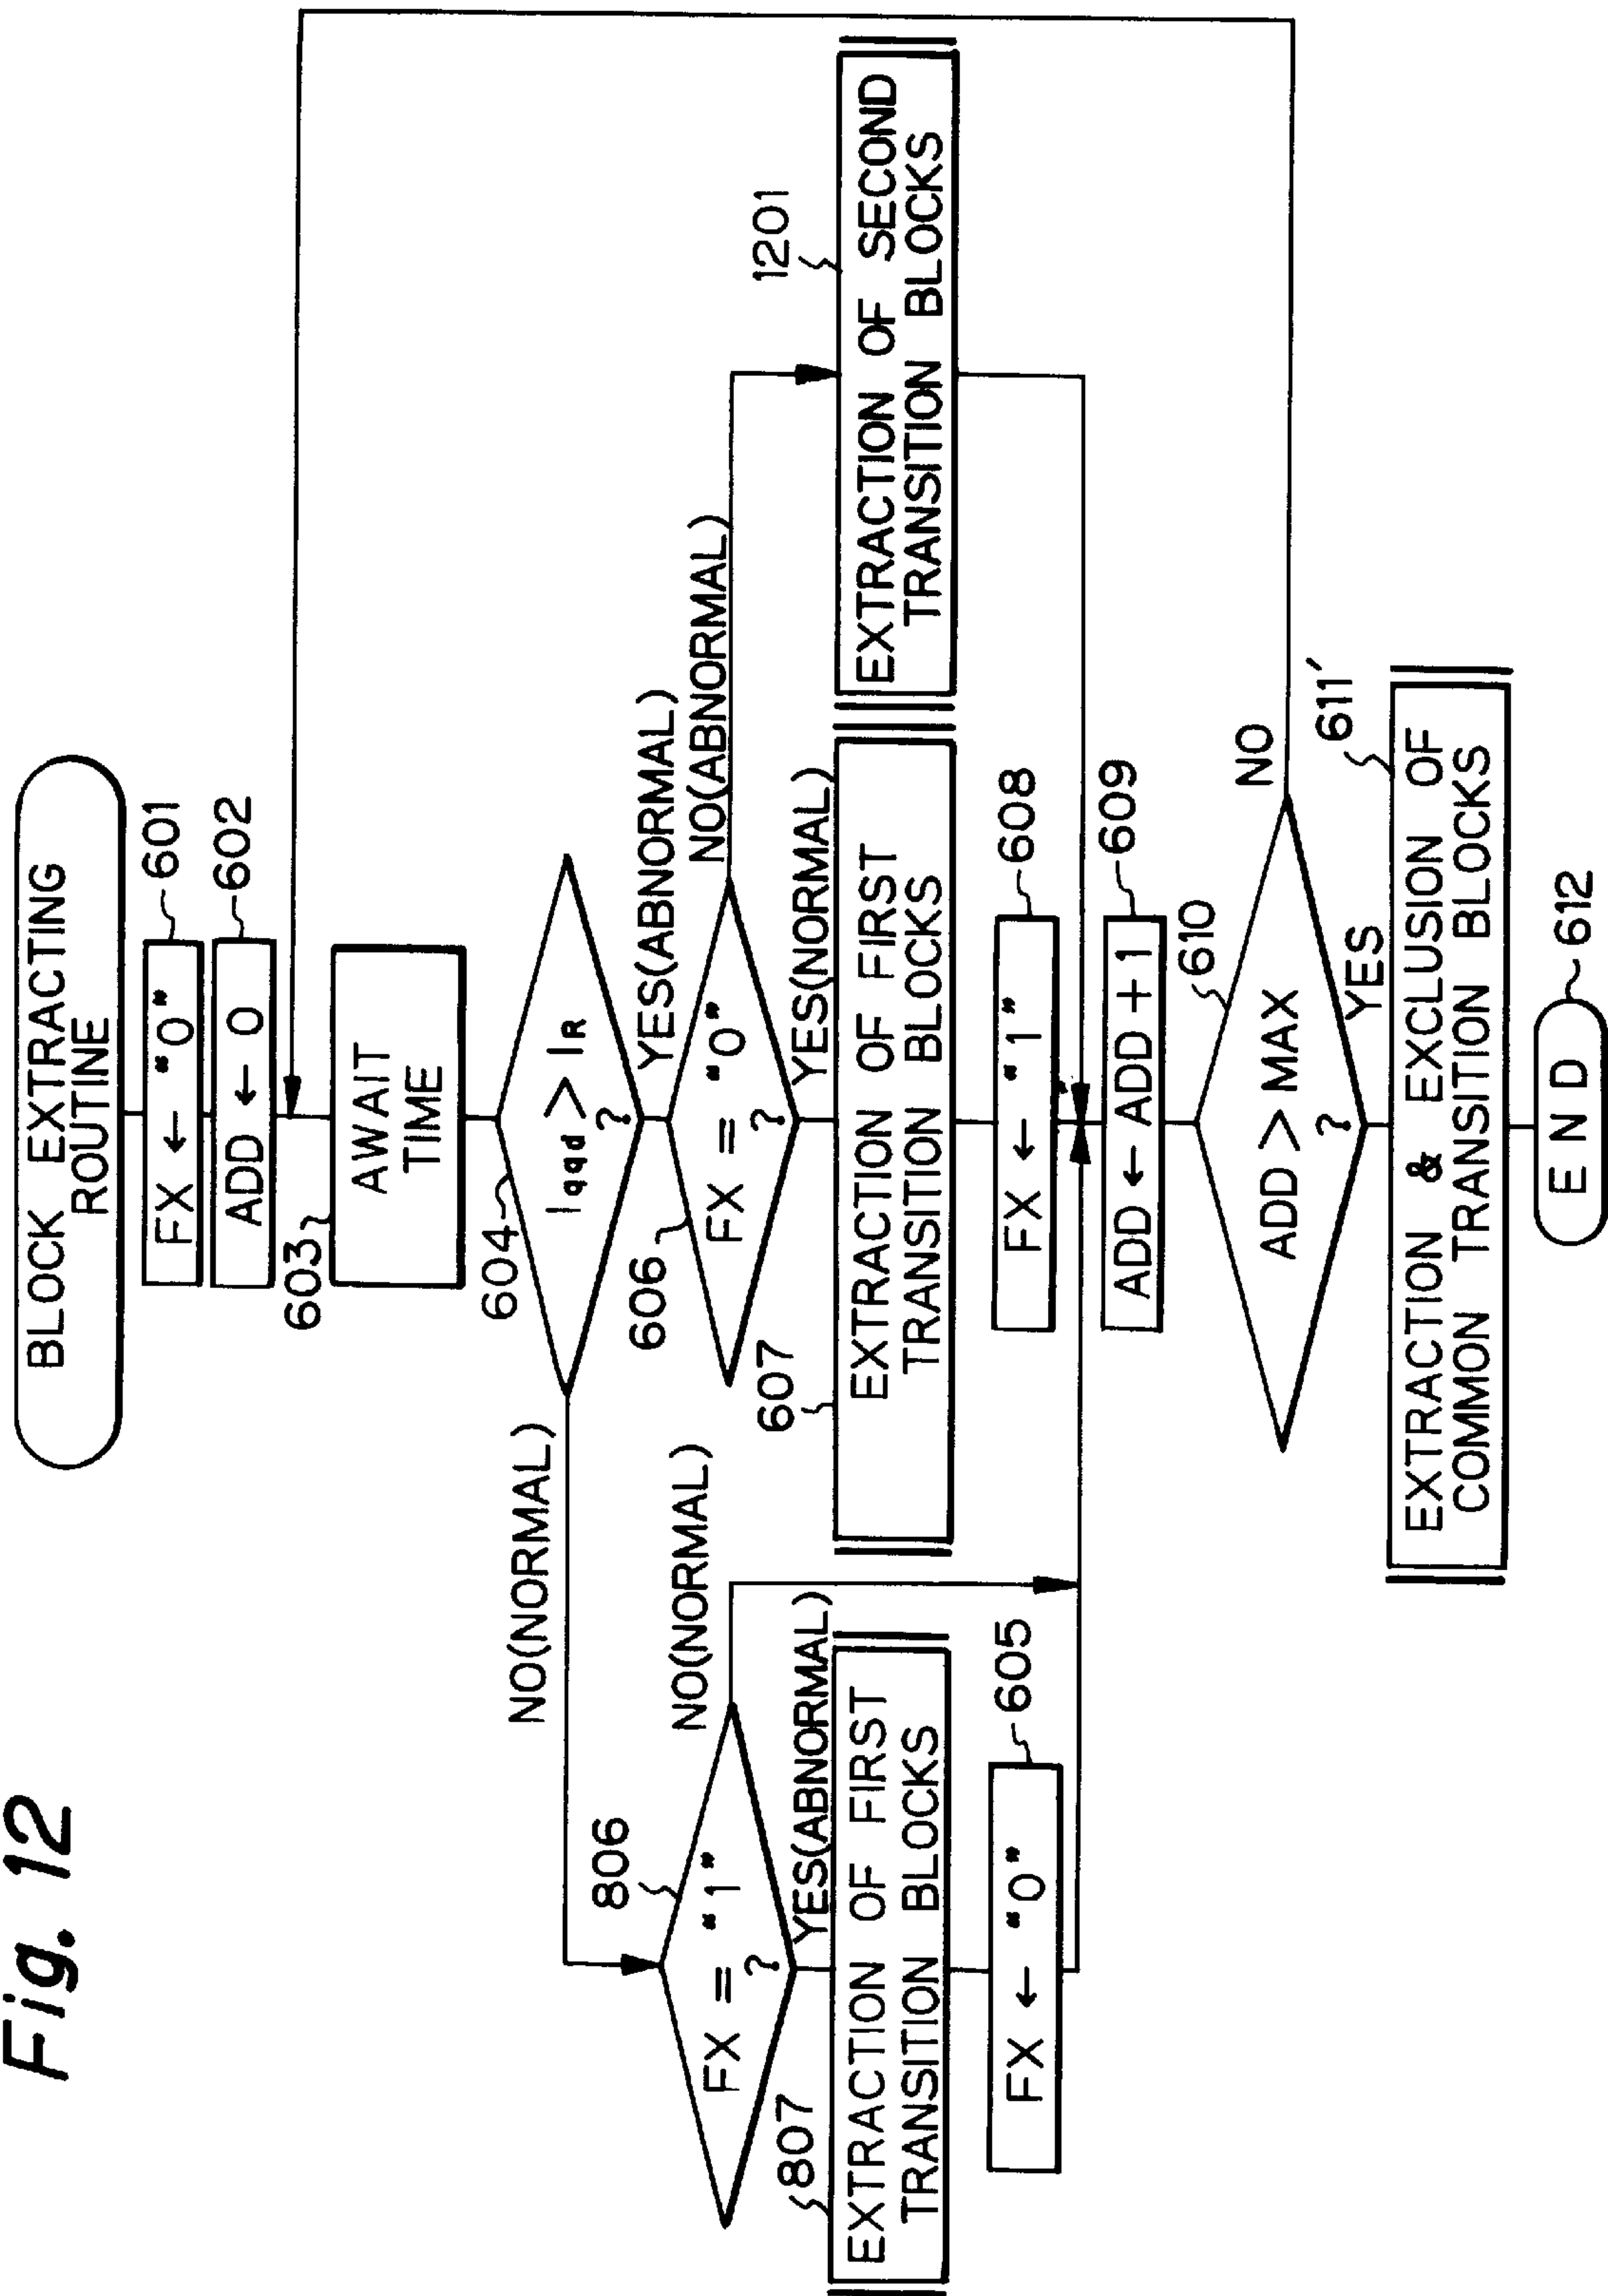 Fig. 12
BLOCK EXTRACTING
ROUTINE
FX ← "0"
601
ADD ← 0
602
603
AWAIT
TIME
604
Iqqd > IR
?
NO(NORMAL)
YES(ABNORMAL)
806
FX = "1"
?
NO(NORMAL)
YES(ABNORMAL)
606
FX = "0"
?
NO(ABNORMAL)
YES(NORMAL)
807
EXTRACTION OF FIRST
TRANSITION BLOCKS
607
EXTRACTION OF FIRST
TRANSITION BLOCKS
1201
EXTRACTION OF SECOND
TRANSITION BLOCKS
FX ← "0"
605
FX ← "1"
608
ADD ← ADD + 1
609
610
ADD > MAX
?
NO
YES
611'
EXTRACTION & EXCLUSION OF
COMMON TRANSITION BLOCKS
END
612